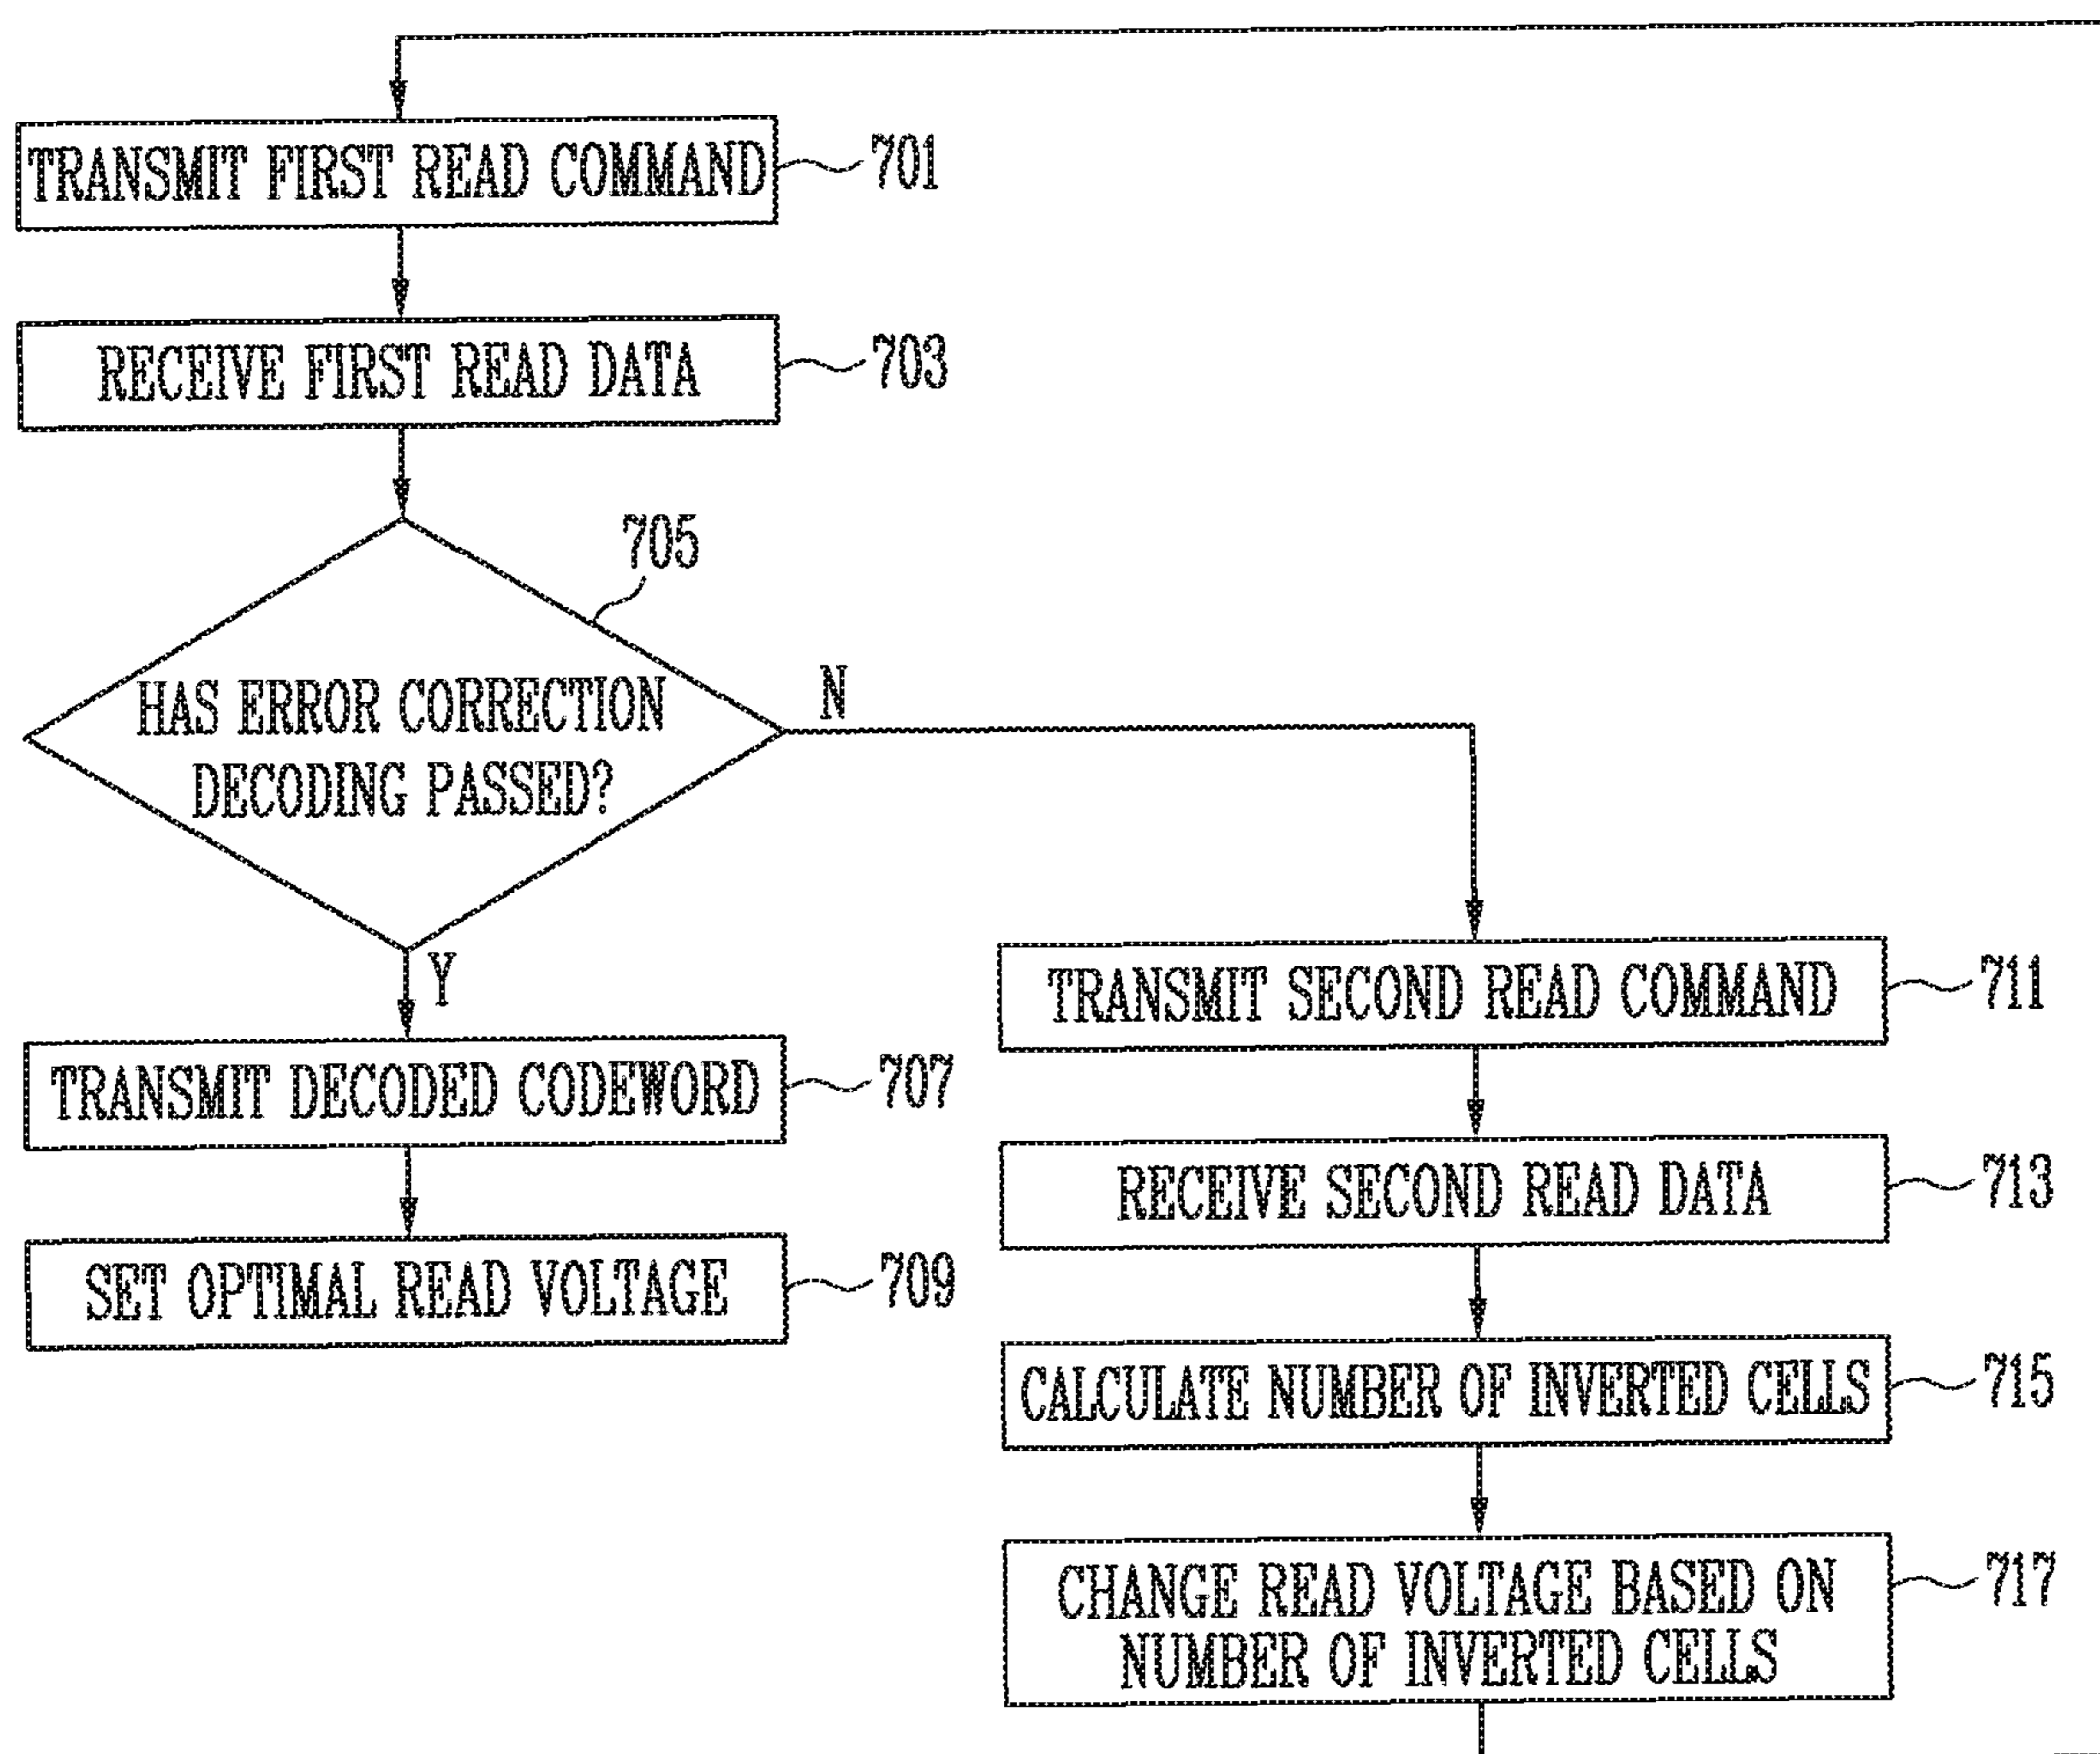 TRANSMIT FIRST READ COMMAND 701
RECEIVE FIRST READ DATA 703
705
HAS ERROR CORRECTION
DECODING PASSED?
N
Y
TRANSMIT DECODED CODEWORD 707
SET OPTIMAL READ VOLTAGE 709
TRANSMIT SECOND READ COMMAND 711
RECEIVE SECOND READ DATA 713
CALCULATE NUMBER OF INVERTED CELLS 715
CHANGE READ VOLTAGE BASED ON 717
NUMBER OF INVERTED CELLS